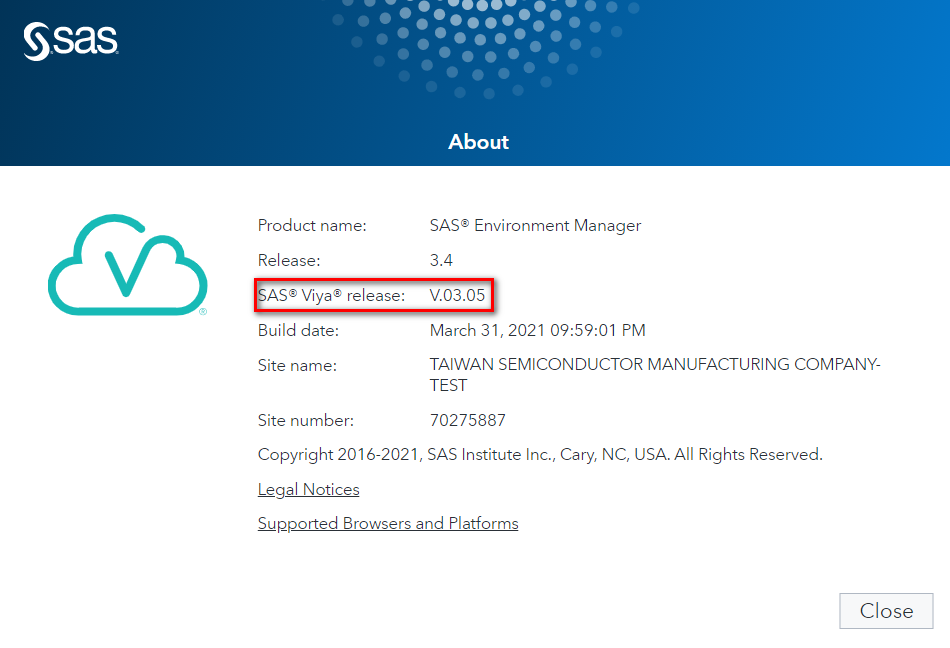 sas
About
Product name: SAS® Environment Manager
Release: 3.4
SAS® Viya® release: V.03.05
Build date: March 31, 2021 09:59:01 PM
Site name: TAIWAN SEMICONDUCTOR MANUFACTURING COMPANY-
TEST
Site number: 70275887
Copyright 2016-2021, SAS Institute Inc., Cary, NC, USA. All Rights Reserved.
Legal Notices
Supported Browsers and Platforms
Close